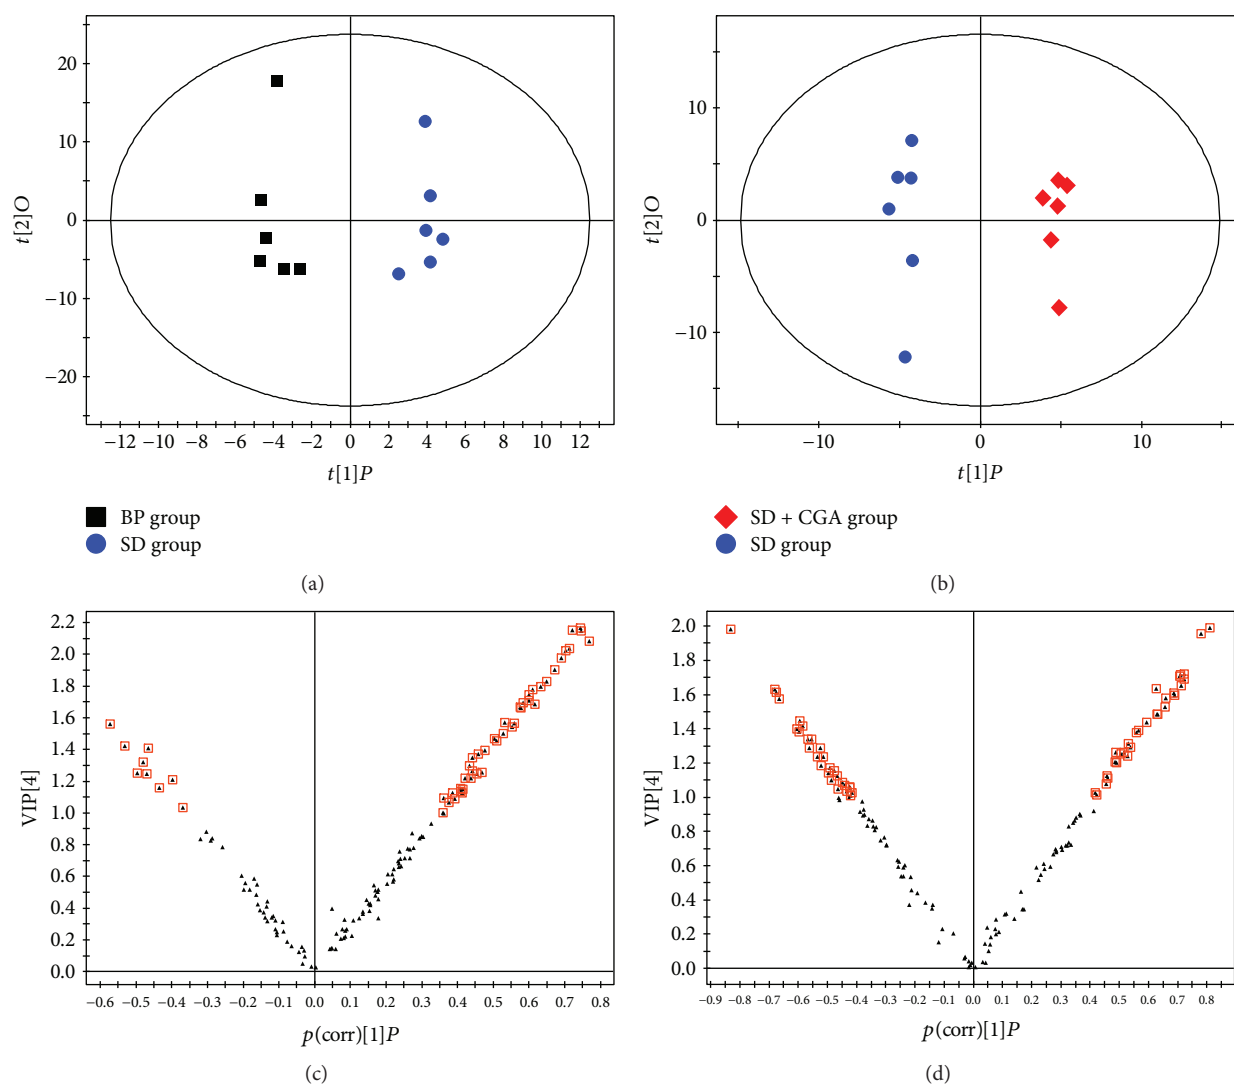 20
10
0
−10
−20
t[2]O
−12 −10 −8 −6 −4 −2 0 2 4 6 8 10 12
t[1]P
BP group
SD group
(a)
10
0
−10
t[2]O
−10 0 10
t[1]P
SD + CGA group
SD group
(b)
2.2
2.0
1.8
1.6
1.4
1.2
1.0
0.8
0.6
0.4
0.2
0.0
VIP[4]
−0.6 −0.5 −0.4 −0.3 −0.2 −0.1 0.0 0.1 0.2 0.3 0.4 0.5 0.6 0.7 0.8
p(corr)[1]P
(c)
2.0
1.8
1.6
1.4
1.2
1.0
0.8
0.6
0.4
0.2
0.0
VIP[4]
−0.9 −0.8 −0.7 −0.6 −0.5 −0.4 −0.3 −0.2 −0.1 0.0 0.1 0.2 0.3 0.4 0.5 0.6 0.7 0.8
p(corr)[1]P
(d)